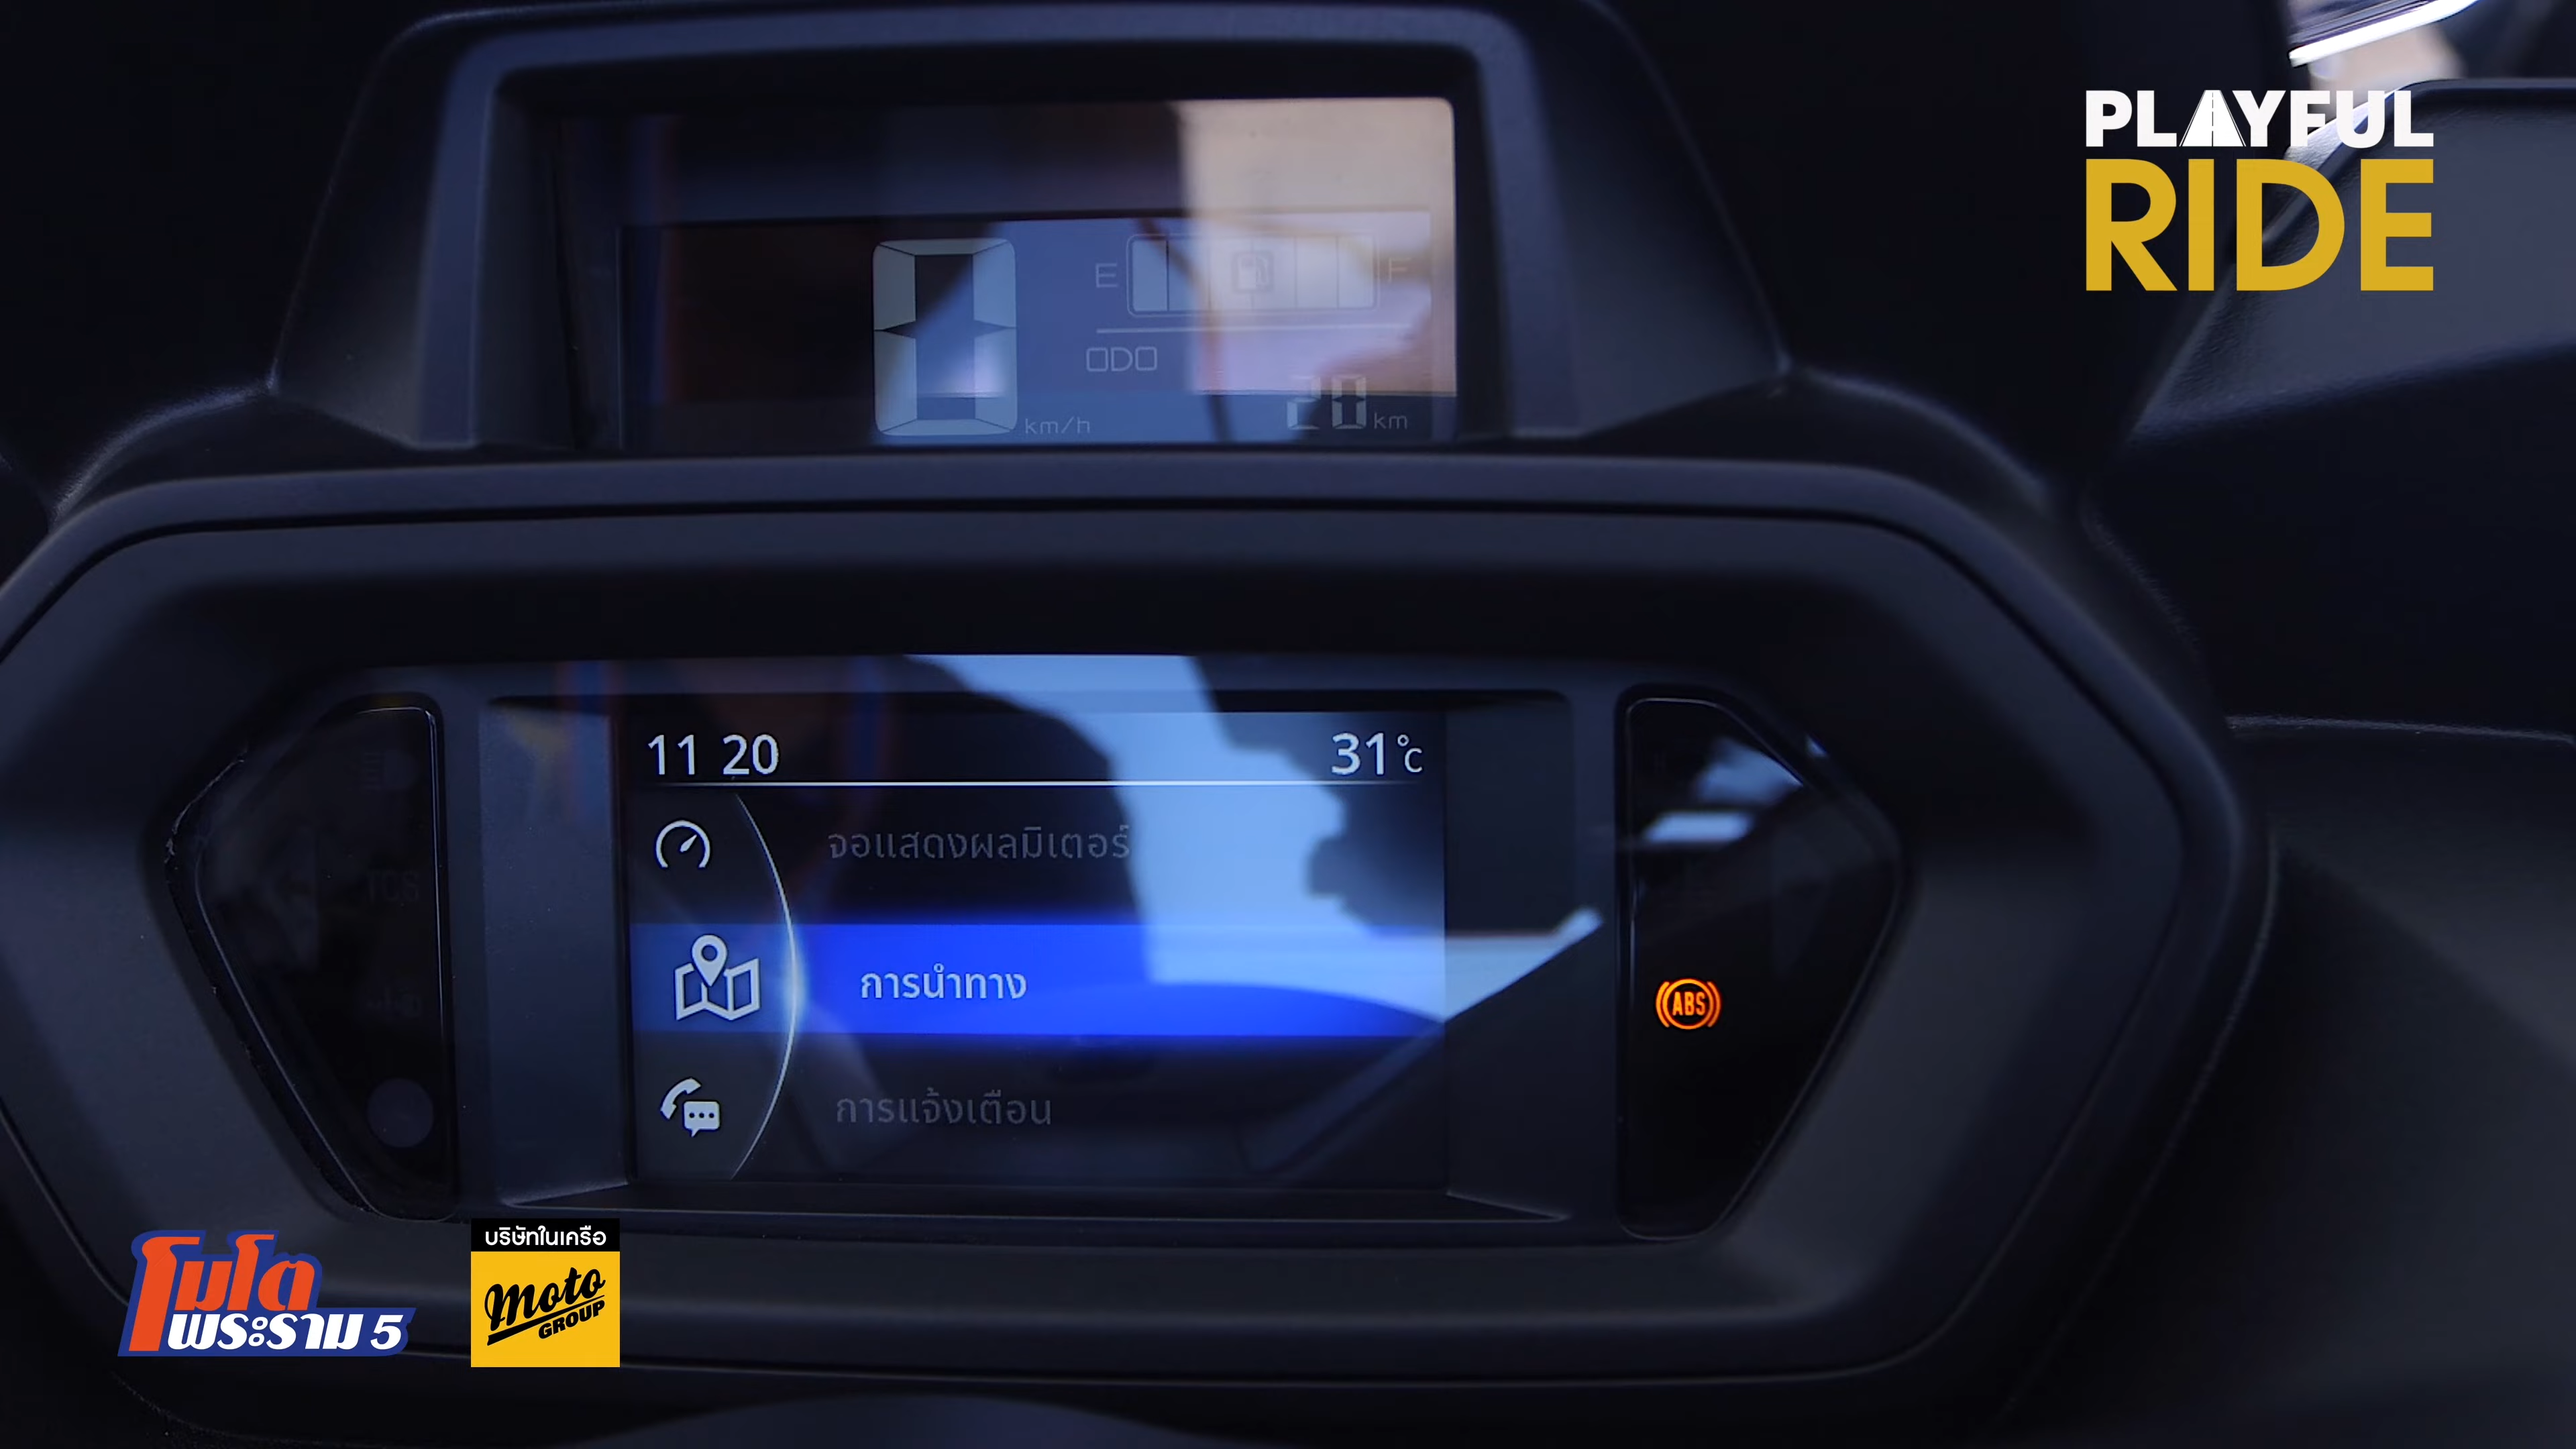 PLAYFUL
RIDE
E F
ODO
0 km/h 20 km
11 20 31°C
จอแสดงผลมิเตอร์
การนำทาง
การแจ้งเตือน
TCS
ABS
โมโต
พระราม 5
บริษัทในเครือ
moto
GROUP